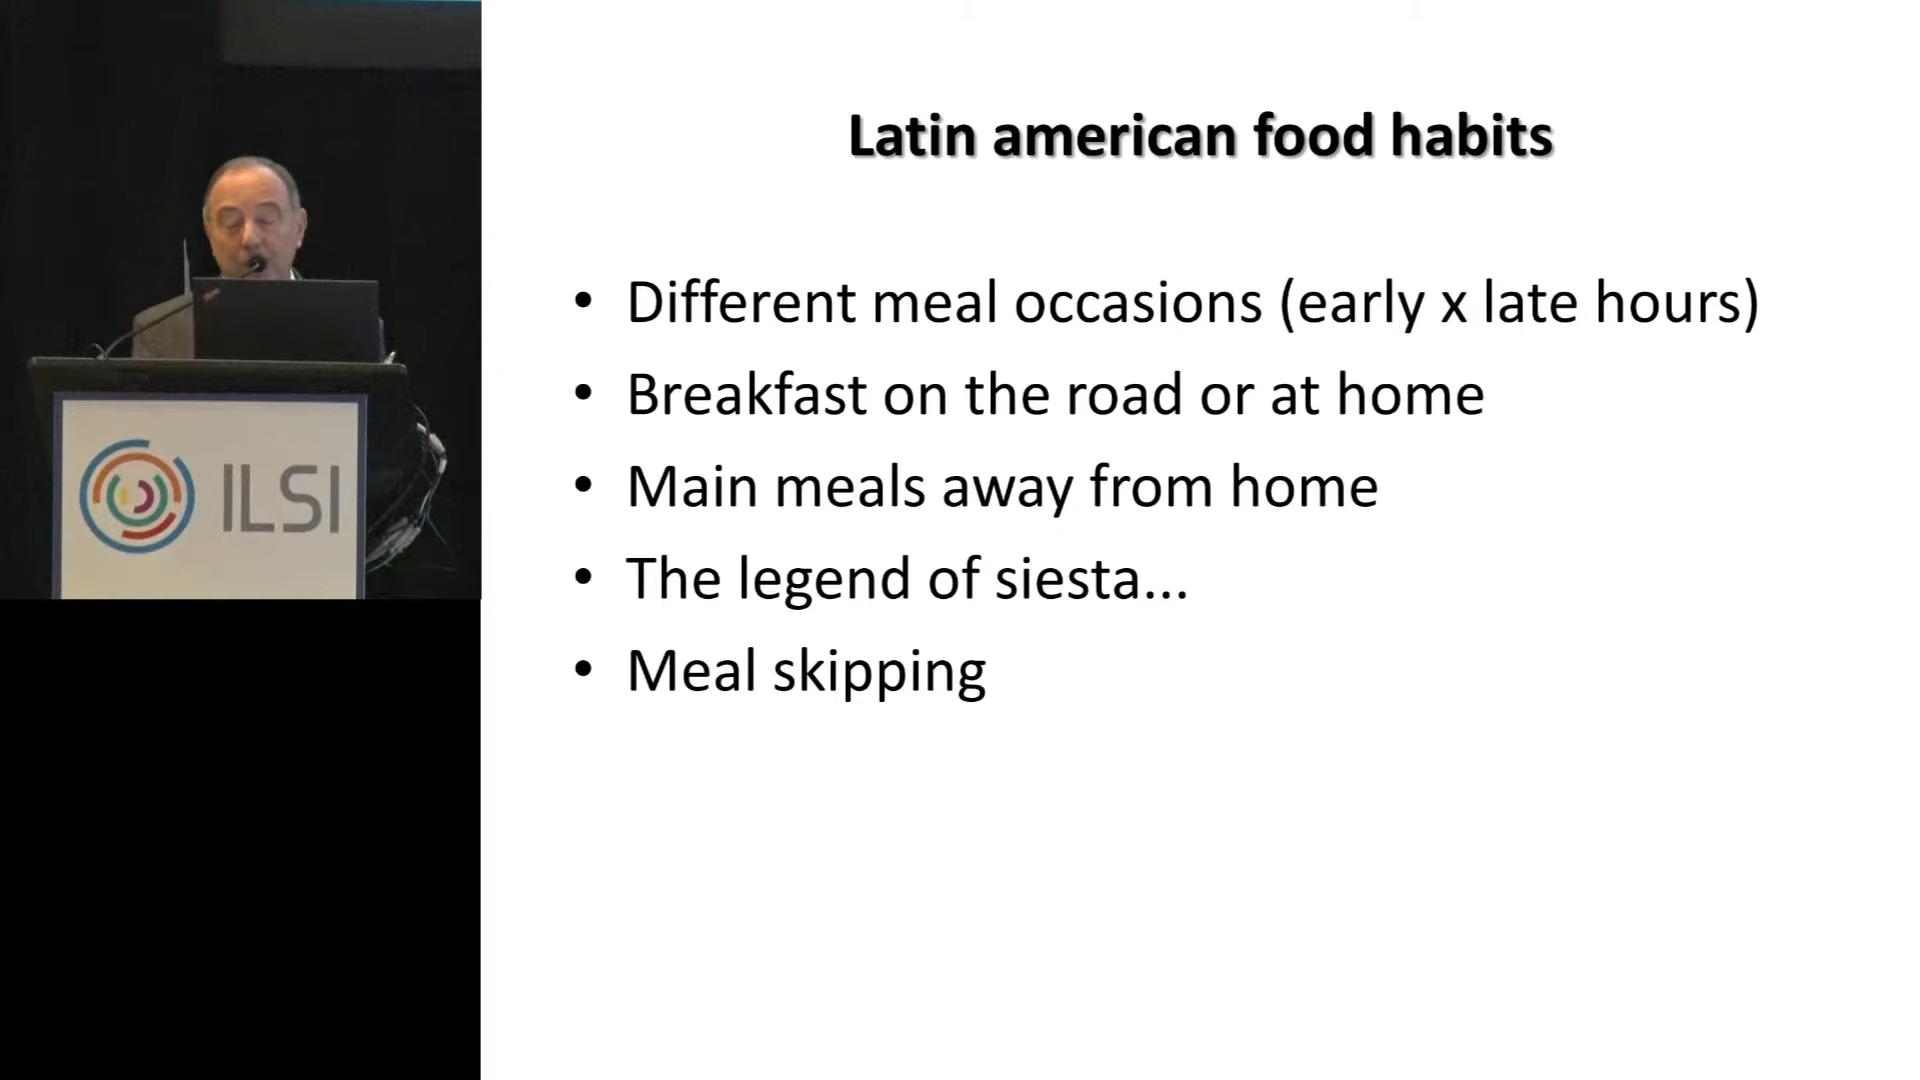 Latin american food habits
• Different meal occasions (early x late hours)
• Breakfast on the road or at home
• Main meals away from home
• The legend of siesta...
• Meal skipping
ILSI